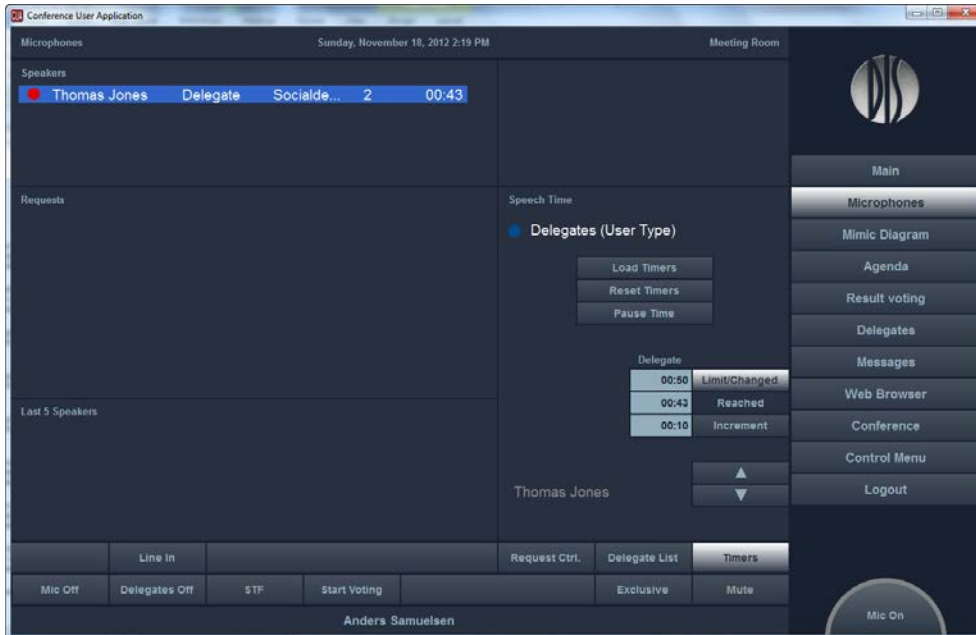 Conference User Application
Microphones Sunday, November 18, 2012 2:19 PM Meeting Room
Speakers
Thomas Jones Delegate Socialde... 2 00:43
Requests
Last 5 Speakers
Speech Time
Delegates (User Type)
Load Timers
Reset Timers
Pause Time
Delegate
00:50 Limit/Changed
00:43 Reached
00:10 Increment
Thomas Jones
▲
▼
DIS
Main
Microphones
Mimic Diagram
Agenda
Result voting
Delegates
Messages
Web Browser
Conference
Control Menu
Logout
Line In Request Ctrl. Delegate List Timers
Mic Off Delegates Off STF Start Voting Exclusive Mute
Anders Samuelsen
Mic On